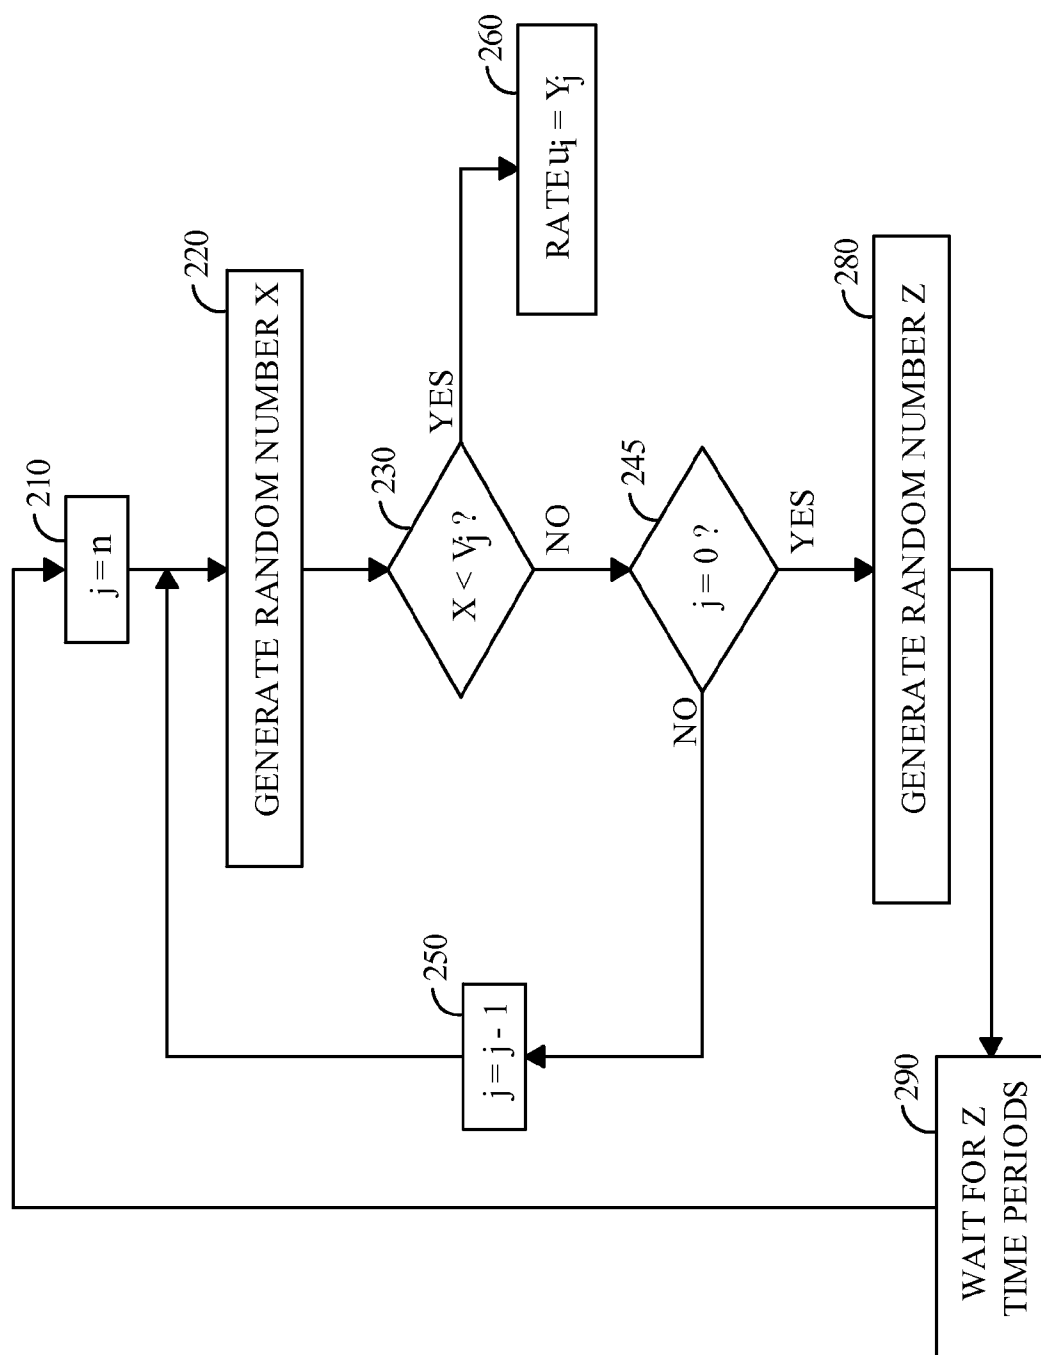 210
j = n
220
GENERATE RANDOM NUMBER X
230
X < Vj ?
YES
NO
260
RATE ui = Yj
245
j = 0 ?
NO
YES
250
j = j - 1
280
GENERATE RANDOM NUMBER Z
290
WAIT FOR Z
TIME PERIODS